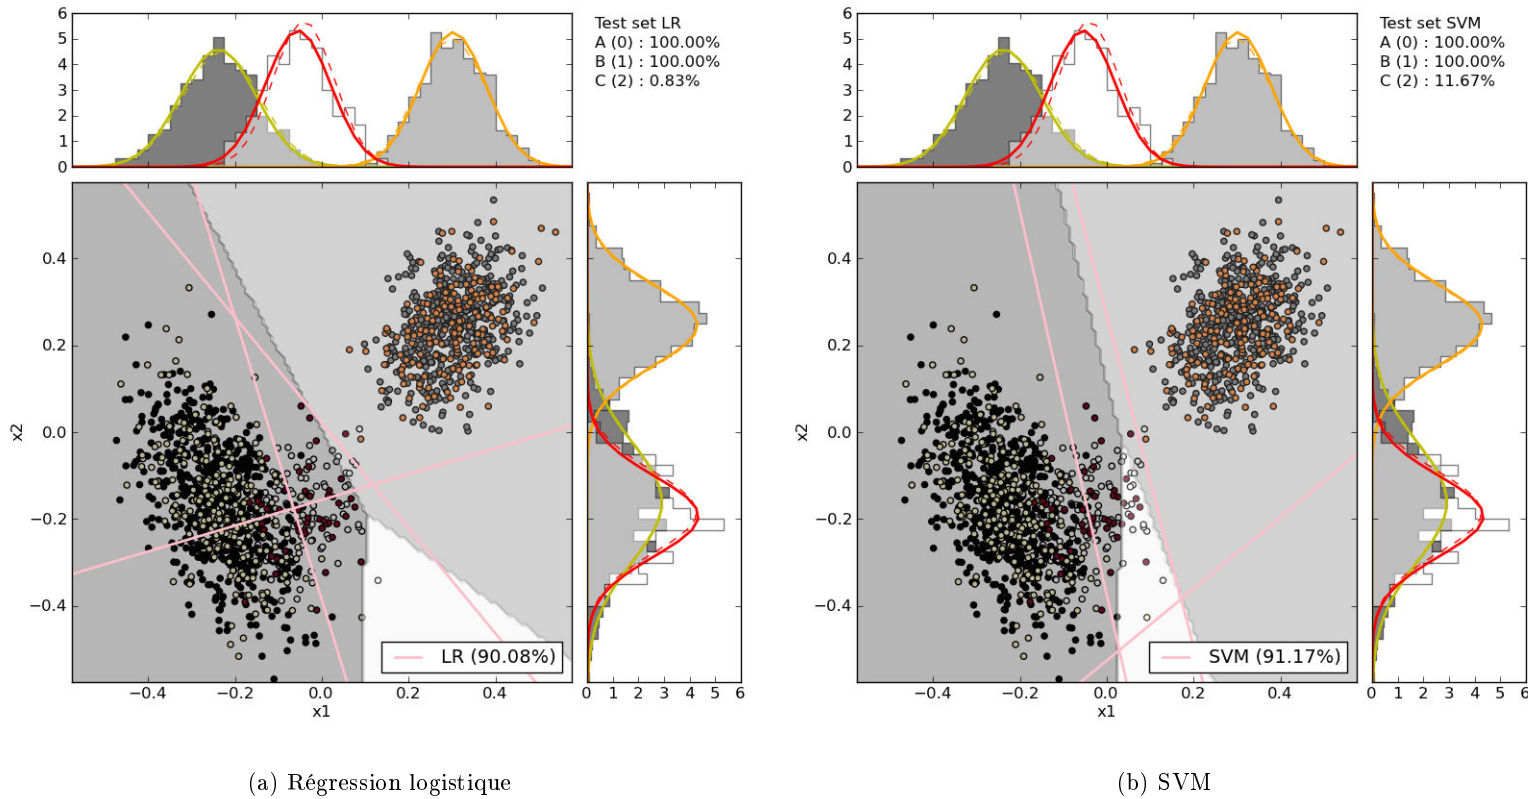 6
5
4
3
2
1
0
Test set LR
A (0) : 100.00%
B (1) : 100.00%
C (2) : 0.83%
0.4
0.2
0.0
−0.2
−0.4
x2
LR (90.08%)
−0.4 −0.2 0.0 0.2 0.4
x1
0 1 2 3 4 5 6
(a) Régression logistique
6
5
4
3
2
1
0
Test set SVM
A (0) : 100.00%
B (1) : 100.00%
C (2) : 11.67%
0.4
0.2
0.0
−0.2
−0.4
x2
SVM (91.17%)
−0.4 −0.2 0.0 0.2 0.4
x1
0 1 2 3 4 5 6
(b) SVM